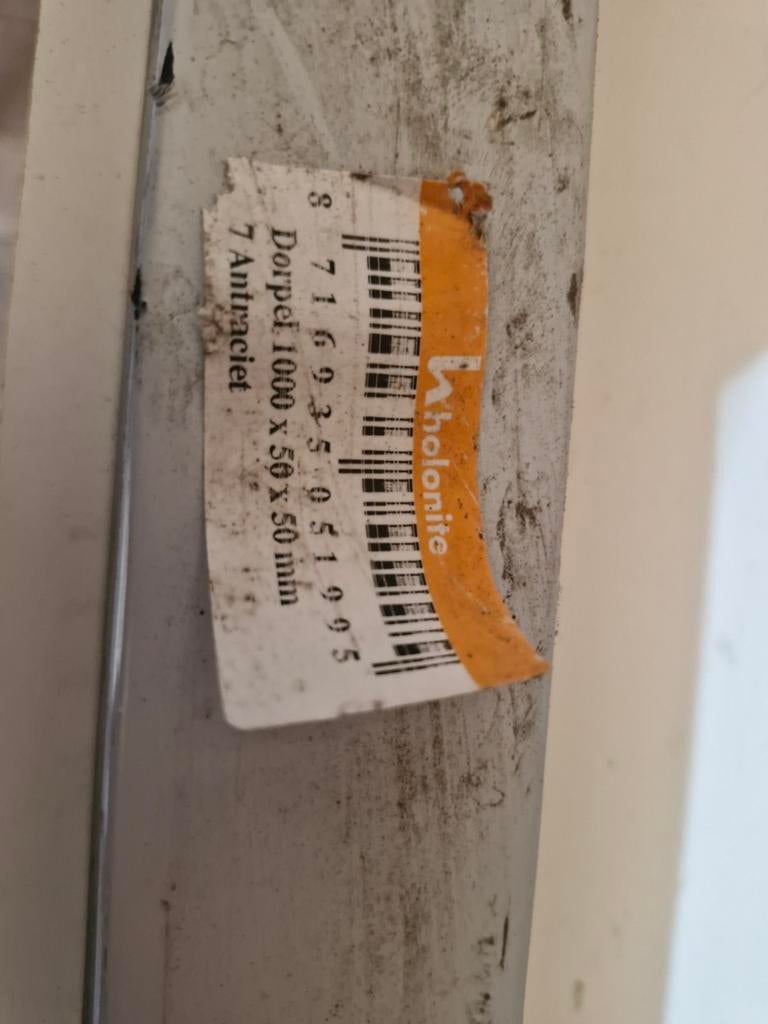 holonite
8 716935 051995
Dorpel 1000 x 50 x 50 mm
7 Antraciet